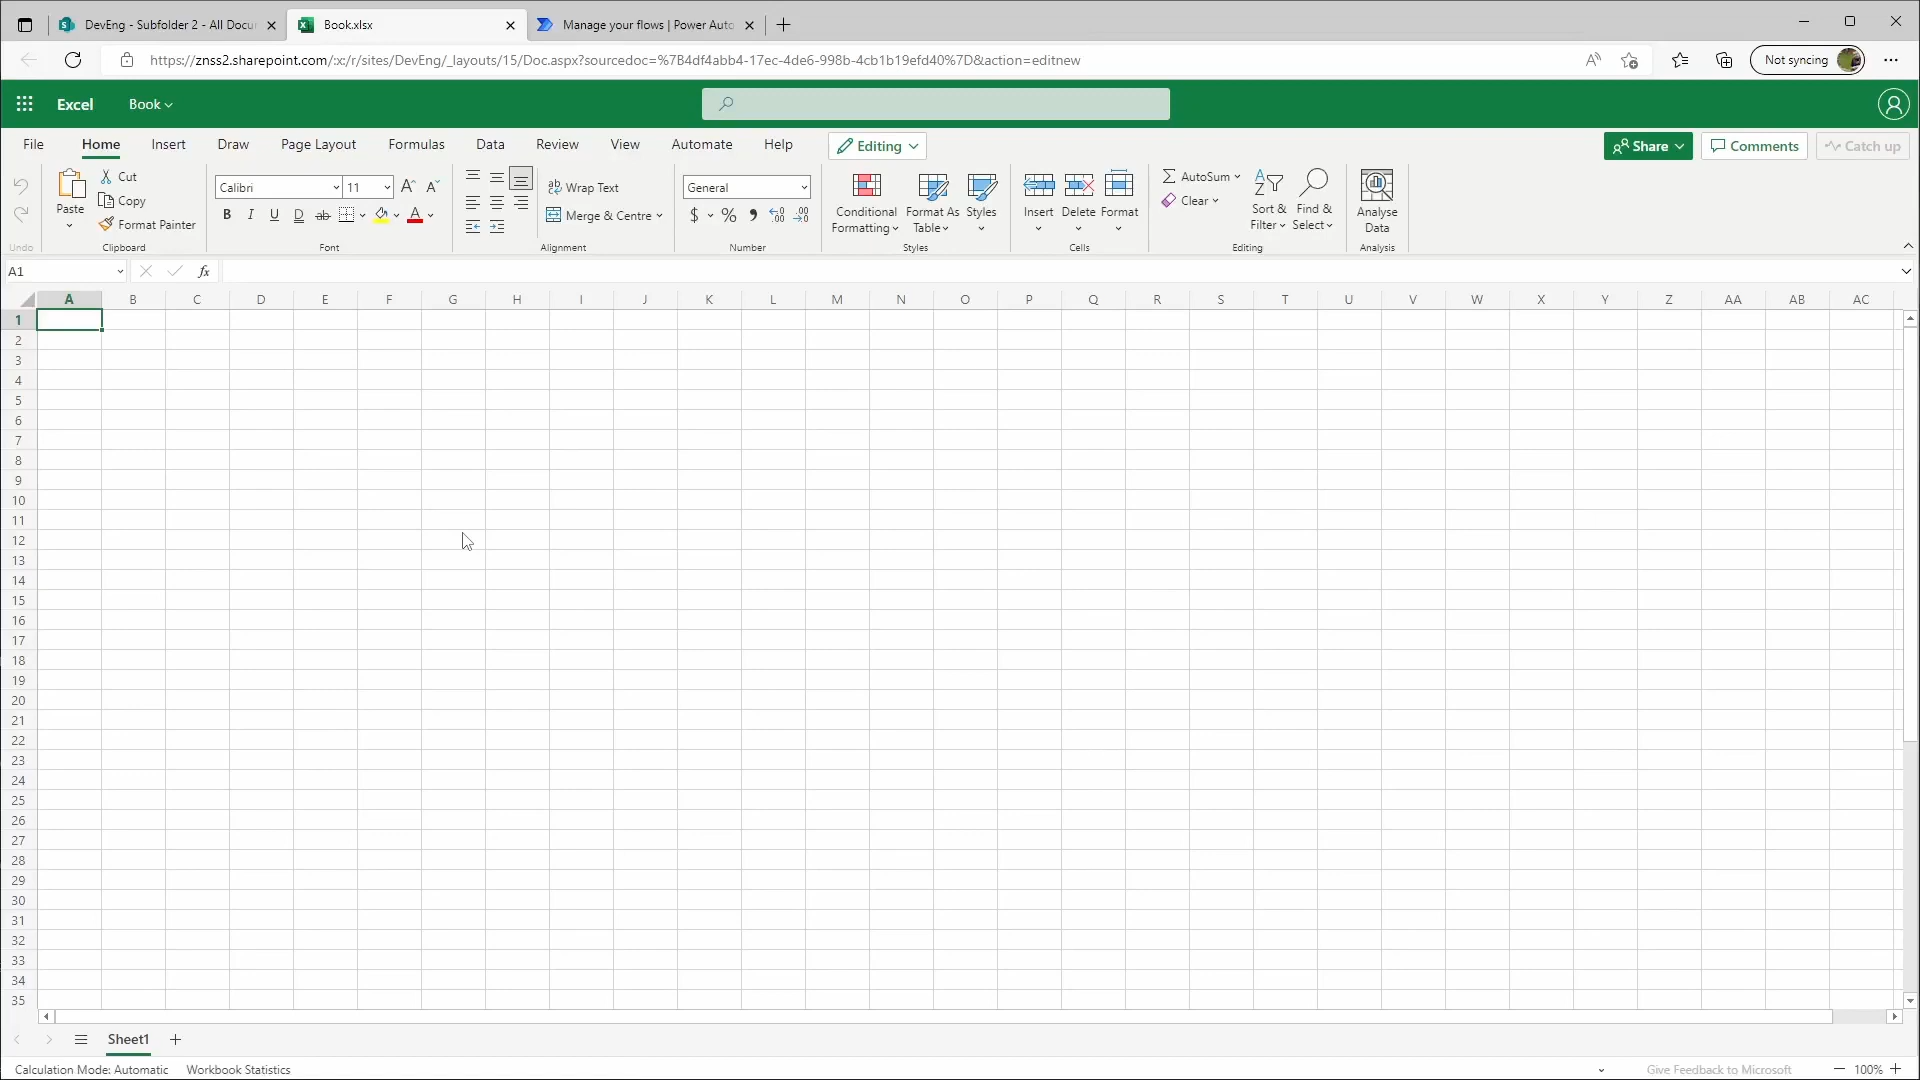 DevEng - Subfolder 2 - All Docu
Book.xlsx
Manage your flows | Power Auto
https://znss2.sharepoint.com/:x:/r/sites/DevEng/_layouts/15/Doc.aspx?sourcedoc=%7B4df4abb4-17ec-4de6-998b-4cb1b19efd40%7D&action=editnew
Not syncing
Excel Book
File Home Insert Draw Page Layout Formulas Data Review View Automate Help Editing Share Comments Catch up
Undo
Paste
Cut
Copy
Format Painter
Clipboard
Calibri 11
B I U D ab A
Font
Wrap Text
Merge & Centre
Alignment
General
$ %
Number
Conditional Formatting
Format As Table
Styles
Styles
Insert Delete Format
Cells
AutoSum
Clear
Sort & Filter
Find & Select
Editing
Analyse Data
Analysis
A1 fx
A B C D E F G H I J K L M N O P Q R S T U V W X Y Z AA AB AC
1
2
3
4
5
6
7
8
9
10
11
12
13
14
15
16
17
18
19
20
21
22
23
24
25
26
27
28
29
30
31
32
33
34
35
Sheet1
Calculation Mode: Automatic Workbook Statistics Give Feedback to Microsoft 100%